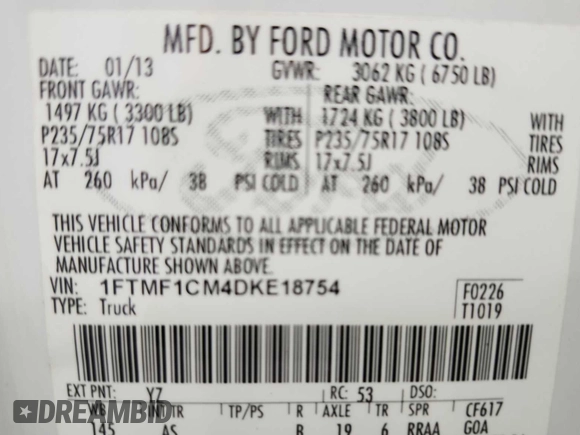 MFD. BY FORD MOTOR CO.
DATE: 01/13 GVWR: 3062 KG ( 6750 LB)
FRONT GAWR: REAR GAWR:
1497 KG ( 3300 LB) WITH 1724 KG ( 3800 LB) WITH
P235/75R17 108S TIRES P235/75R17 108S TIRES
17x7.5J RIMS 17x7.5J RIMS
AT 260 kPa/ 38 PSI COLD AT 260 kPa/ 38 PSI COLD
THIS VEHICLE CONFORMS TO ALL APPLICABLE FEDERAL MOTOR
VEHICLE SAFETY STANDARDS IN EFFECT ON THE DATE OF
MANUFACTURE SHOWN ABOVE.
VIN: 1FTMF1CM4DKE18754 F0226
TYPE: Truck T1019
EXT PNT: YZ RC: 53 DSO:
WB INT TR TP/PS R AXLE TR SPR CF617
145 AS B 19 6 RRAA GOA
DREAMBID